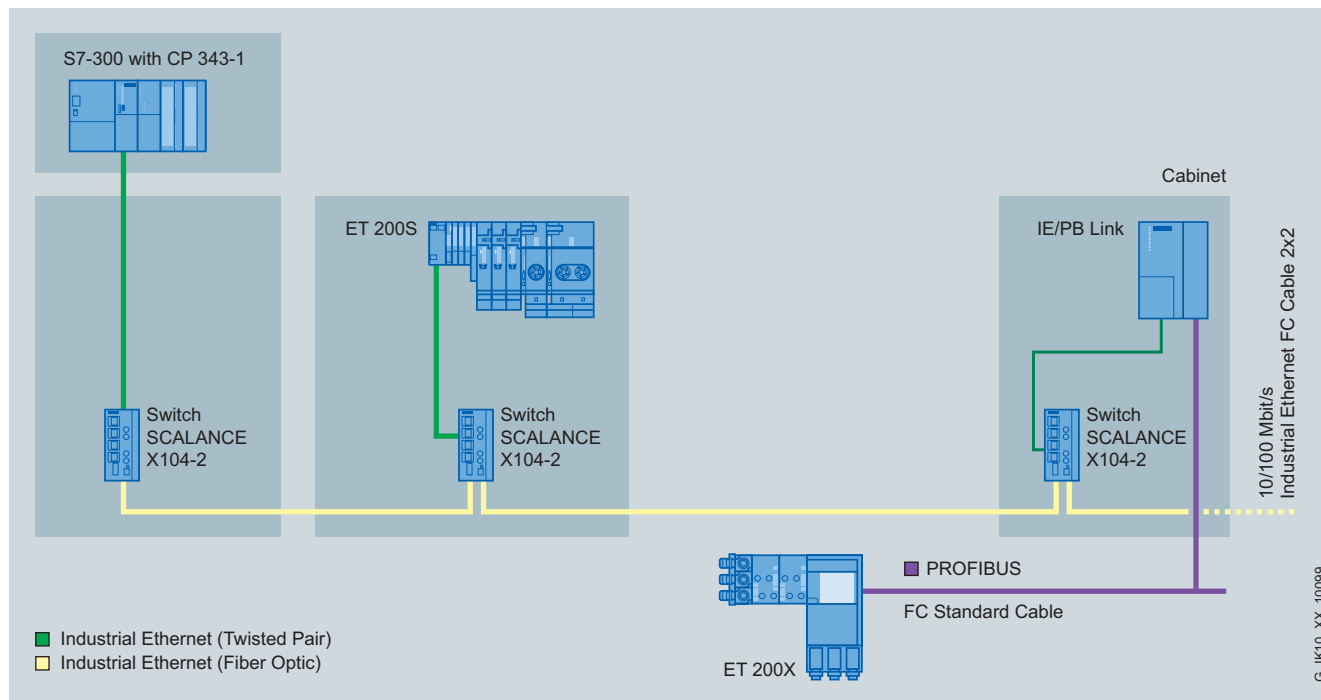 S7-300 with CP 343-1
Cabinet
ET 200S
IE/PB Link
Switch
SCALANCE
X104-2
Switch
SCALANCE
X104-2
Switch
SCALANCE
X104-2
10/100 Mbit/s
Industrial Ethernet FC Cable 2x2
PROFIBUS
FC Standard Cable
ET 200X
Industrial Ethernet (Twisted Pair)
Industrial Ethernet (Fiber Optic)
G_IK10_XX_10099